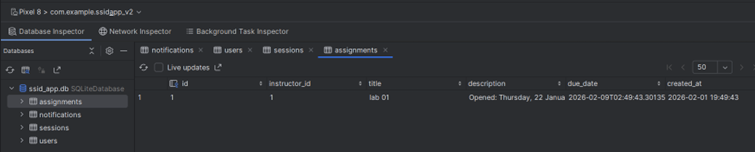 Pixel 8 > com.example.ssidapp_v2
Database Inspector Network Inspector Background Task Inspector
Databases notifications users sessions assignments
Live updates 50
ssid_app.db SQLiteDatabase id instructor_id title description due_date created_at
assignments 1 1 1 lab 01 Opened: Thursday, 22 Janua 2026-02-09T02:49:43.30135 2026-02-01 19:49:43
notifications
sessions
users